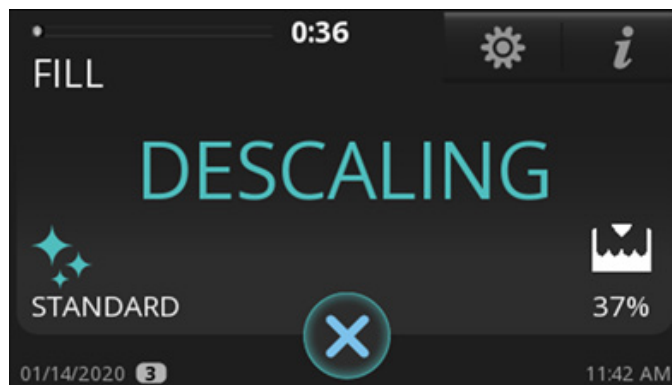 0:36
FILL
DESCALING
STANDARD
37%
01/14/2020 3
11:42 AM